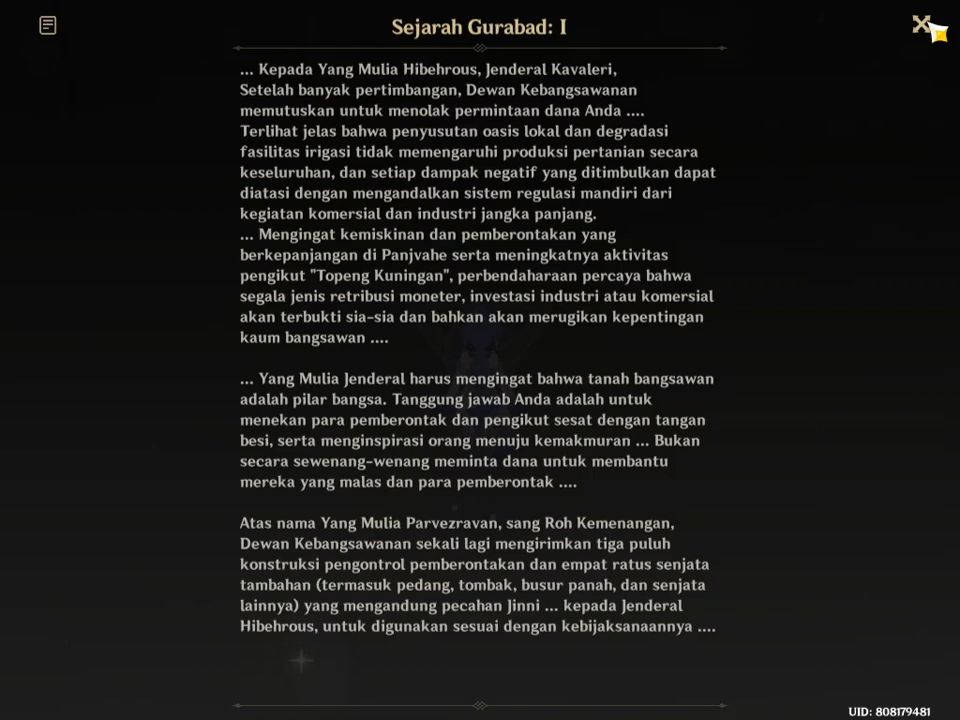 Sejarah Gurabad: I
... Kepada Yang Mulia Hibehrous, Jenderal Kavaleri,
Setelah banyak pertimbangan, Dewan Kebangsawanan
memutuskan untuk menolak permintaan dana Anda ....
Terlihat jelas bahwa penyusutan oasis lokal dan degradasi
fasilitas irigasi tidak memengaruhi produksi pertanian secara
keseluruhan, dan setiap dampak negatif yang ditimbulkan dapat
diatasi dengan mengandalkan sistem regulasi mandiri dari
kegiatan komersial dan industri jangka panjang.
... Mengingat kemiskinan dan pemberontakan yang
berkepanjangan di Panjvahe serta meningkatnya aktivitas
pengikut "Topeng Kuningan", perbendaharaan percaya bahwa
segala jenis retribusi moneter, investasi industri atau komersial
akan terbukti sia-sia dan bahkan akan merugikan kepentingan
kaum bangsawan ....
... Yang Mulia Jenderal harus mengingat bahwa tanah bangsawan
adalah pilar bangsa. Tanggung jawab Anda adalah untuk
menekan para pemberontak dan pengikut sesat dengan tangan
besi, serta menginspirasi orang menuju kemakmuran ... Bukan
secara sewenang-wenang meminta dana untuk membantu
mereka yang malas dan para pemberontak ....
Atas nama Yang Mulia Parvezravan, sang Roh Kemenangan,
Dewan Kebangsawanan sekali lagi mengirimkan tiga puluh
konstruksi pengontrol pemberontakan dan empat ratus senjata
tambahan (termasuk pedang, tombak, busur panah, dan senjata
lainnya) yang mengandung pecahan Jinni ... kepada Jenderal
Hibehrous, untuk digunakan sesuai dengan kebijaksanaannya ....
UID: 808179481